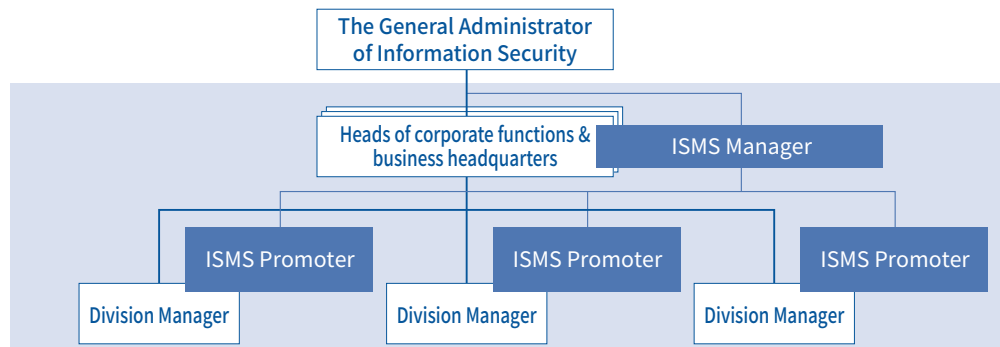 The General Administrator
of Information Security
Heads of corporate functions &
business headquarters
ISMS Manager
ISMS Promoter
ISMS Promoter
ISMS Promoter
Division Manager
Division Manager
Division Manager